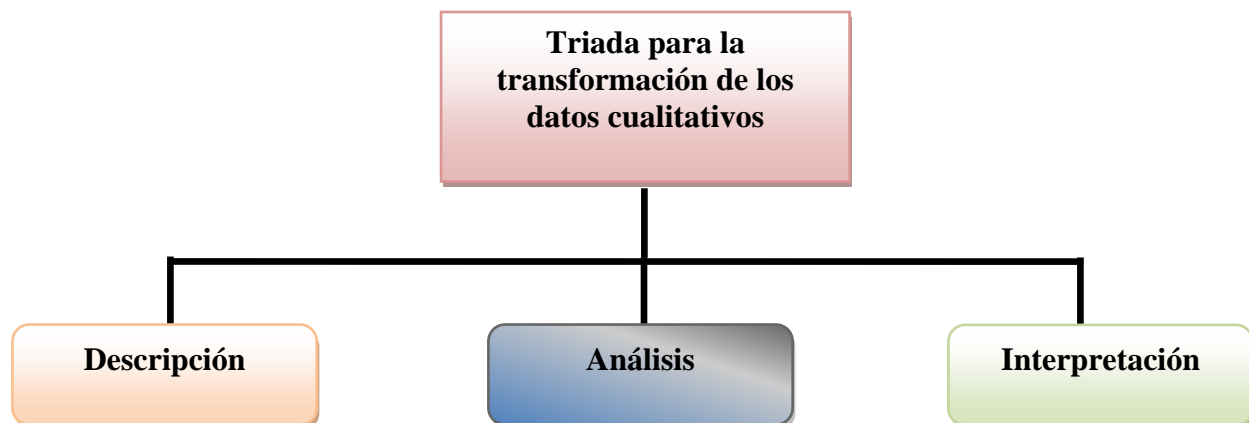 Triada para la
transformación de los
datos cualitativos
Descripción
Análisis
Interpretación